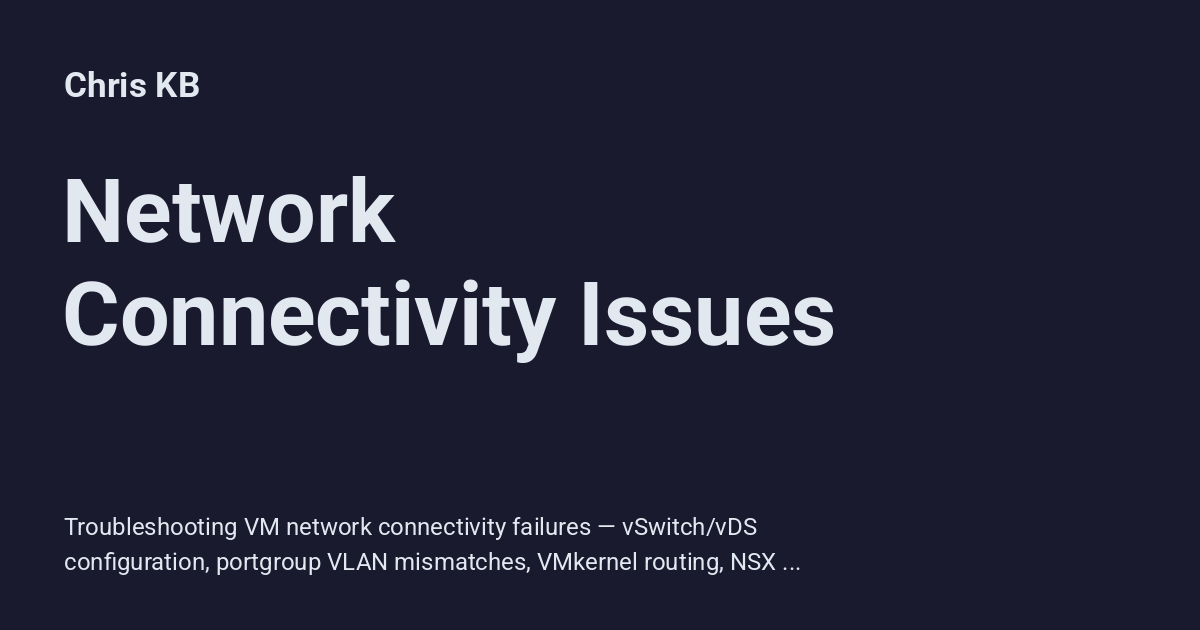 Chris KB
Network
Connectivity Issues
Troubleshooting VM network connectivity failures — vSwitch/vDS
configuration, portgroup VLAN mismatches, VMkernel routing, NSX ...